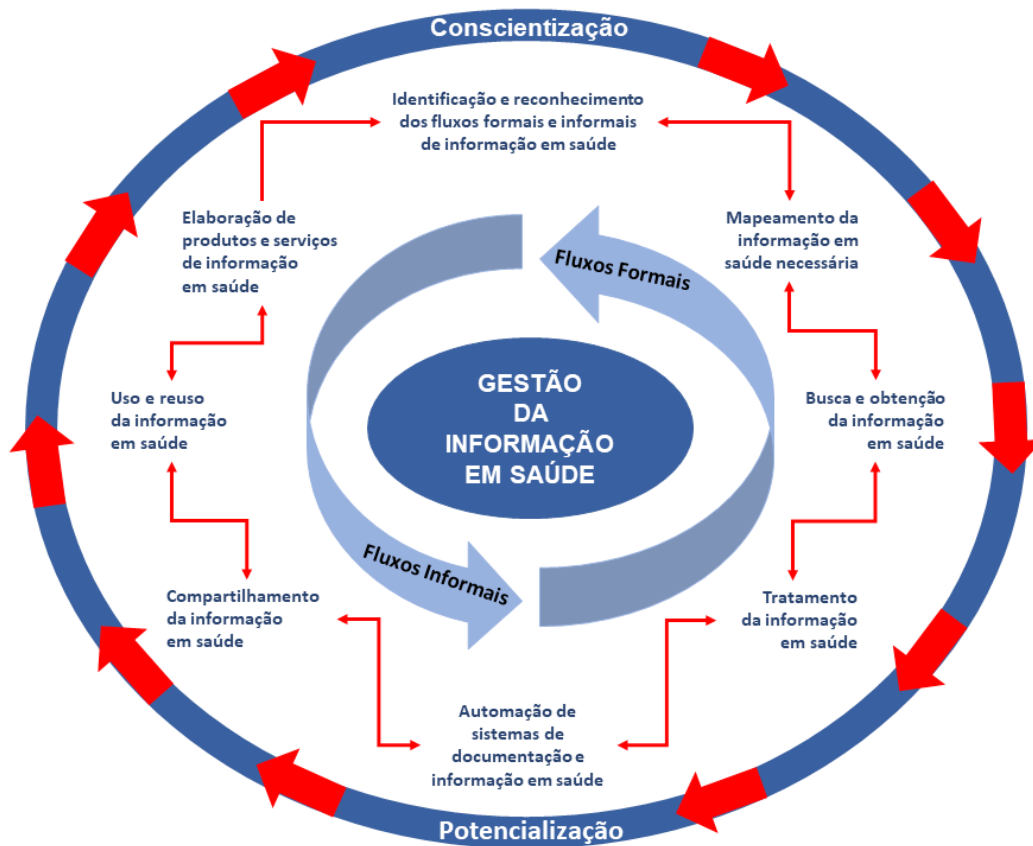 Conscientização
Identificação e reconhecimento
dos fluxos formais e informais
de informação em saúde
Elaboração de
produtos e serviços
de informação
em saúde
Mapeamento da
informação em
saúde necessária
Fluxos Formais
GESTÃO
DA
INFORMAÇÃO
EM SAÚDE
Uso e reuso
da informação
em saúde
Busca e obtenção
da informação
em saúde
Fluxos Informais
Compartilhamento
da informação
em saúde
Tratamento
da informação
em saúde
Automação de
sistemas de
documentação e
informação em saúde
Potencialização